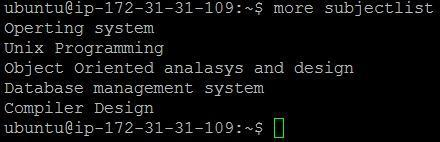 ubuntu@ip-172-31-31-109:~$ more subjectlist
Operting system
Unix Programming
Object Oriented analasys and design
Database management system
Compiler Design
ubuntu@ip-172-31-31-109:~$